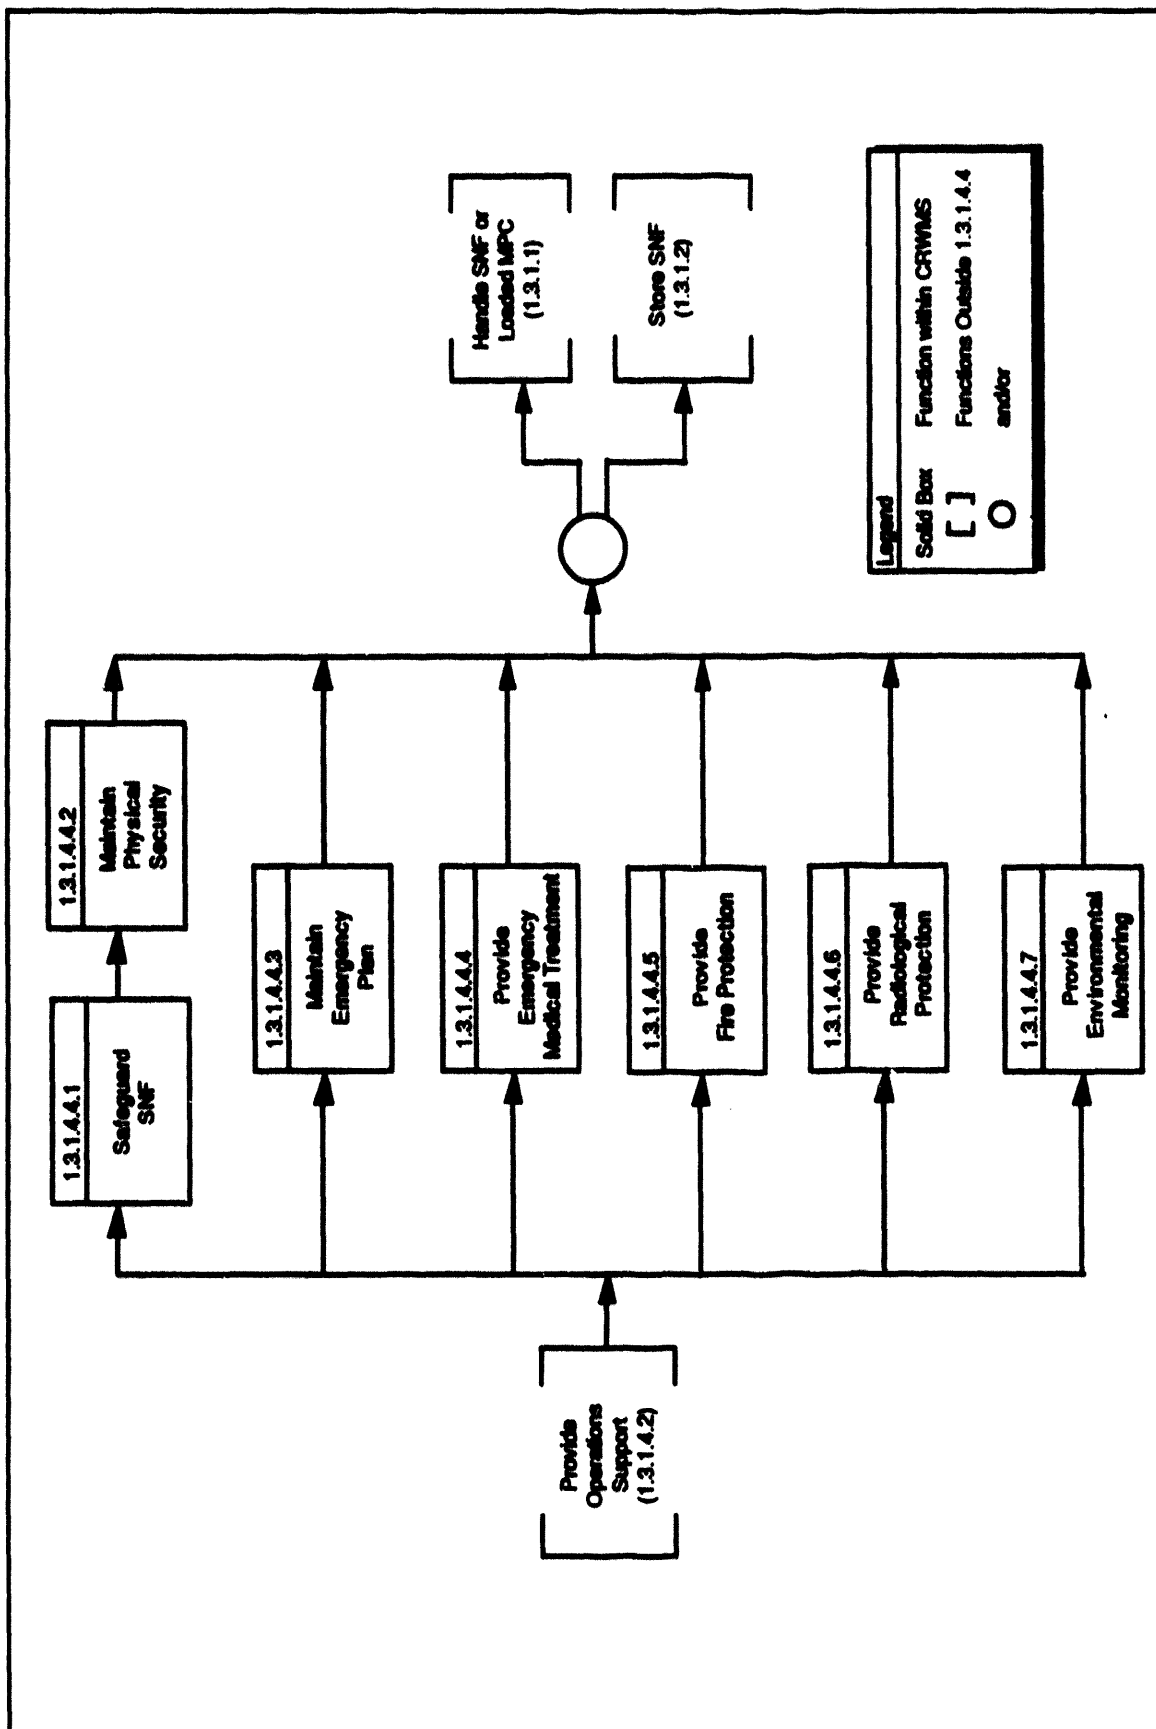 Provide
Operations
Support
(1.3.1.4.2)
1.3.1.4.4.1
Safeguard
SNF
1.3.1.4.4.2
Maintain
Physical
Security
1.3.1.4.4.3
Maintain
Emergency
Plan
1.3.1.4.4.4
Provide
Emergency
Medical Treatment
1.3.1.4.4.5
Provide
Fire Protection
1.3.1.4.4.6
Provide
Radiological
Protection
1.3.1.4.4.7
Provide
Environmental
Monitoring
Handle SNF or
Loaded MPC
(1.3.1.1)
Store SNF
(1.3.1.2)
Legend
Solid Box Function within CRWMS
[ ] Functions Outside 1.3.1.4.4
and/or